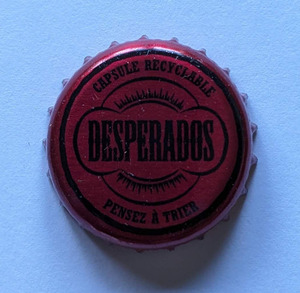 CAPSULE RECYCLABLE
DESPERADOS
PENSEZ À TRIER